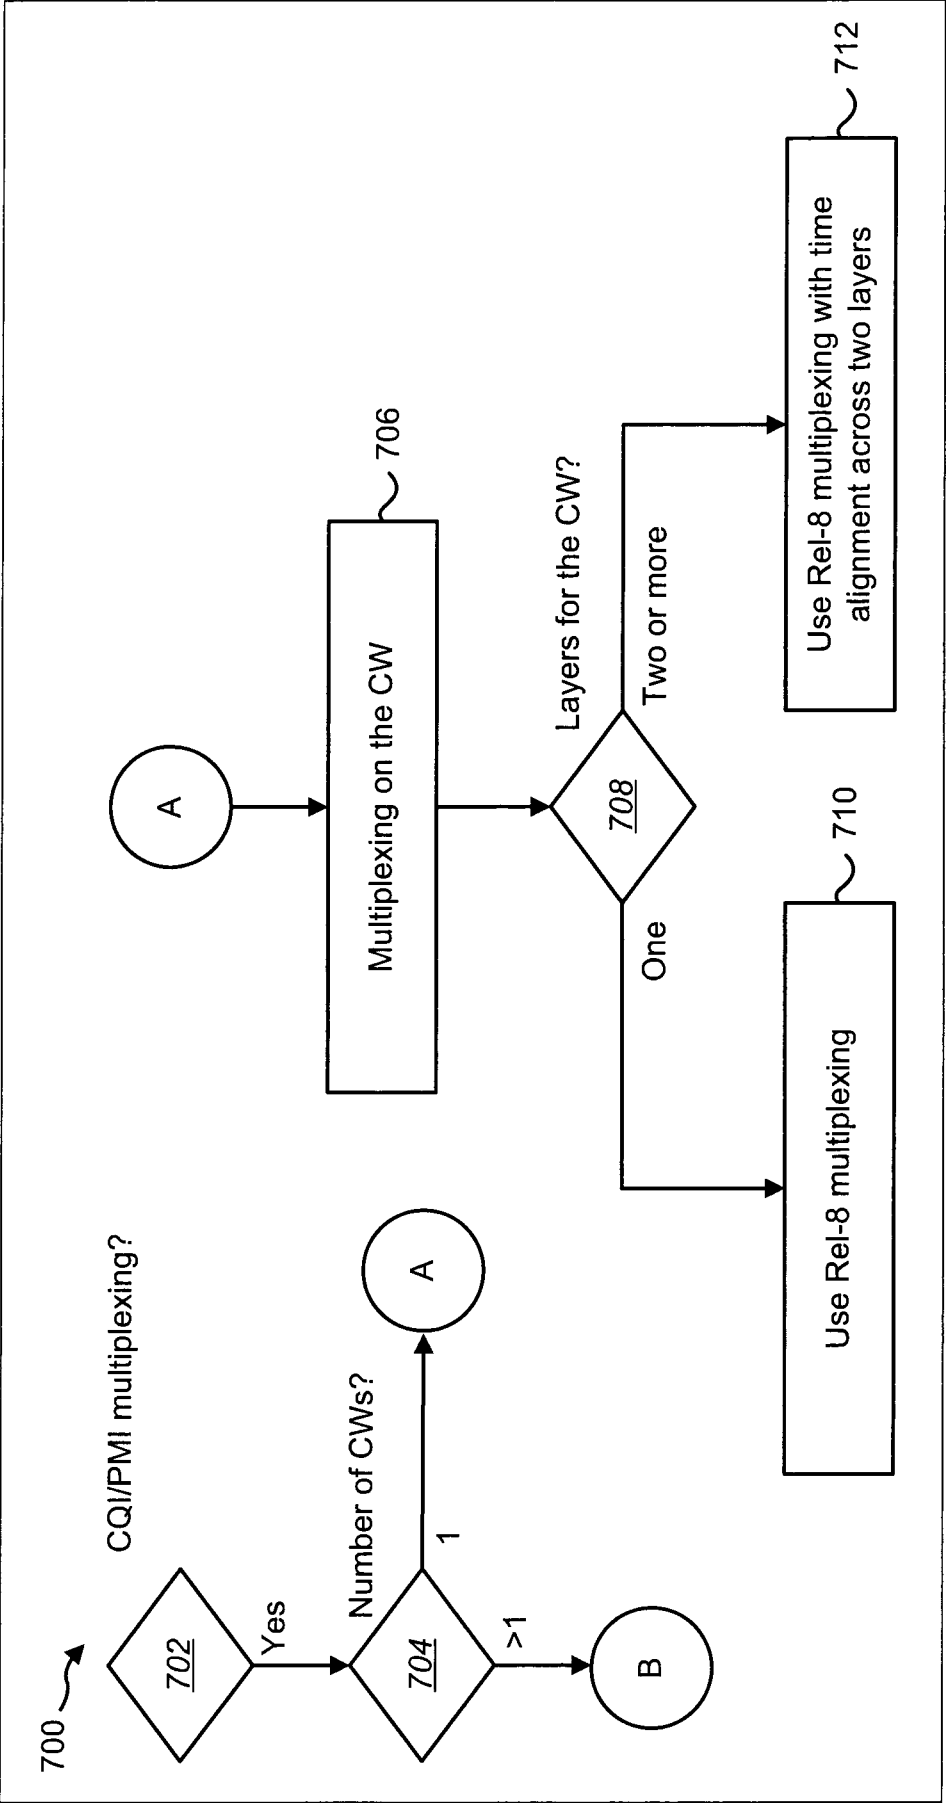 700
CQI/PMI multiplexing?
702
Yes
Number of CWs?
704
1
A
>1
B
A
Multiplexing on the CW
706
Layers for the CW?
708
One
Two or more
Use Rel-8 multiplexing
710
Use Rel-8 multiplexing with time
alignment across two layers
712